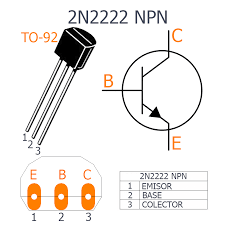 2N2222 NPN
TO-92
C
B
E
1
2
3
E B C
1 2 3
2N2222 NPN
1 EMISOR
2 BASE
3 COLECTOR